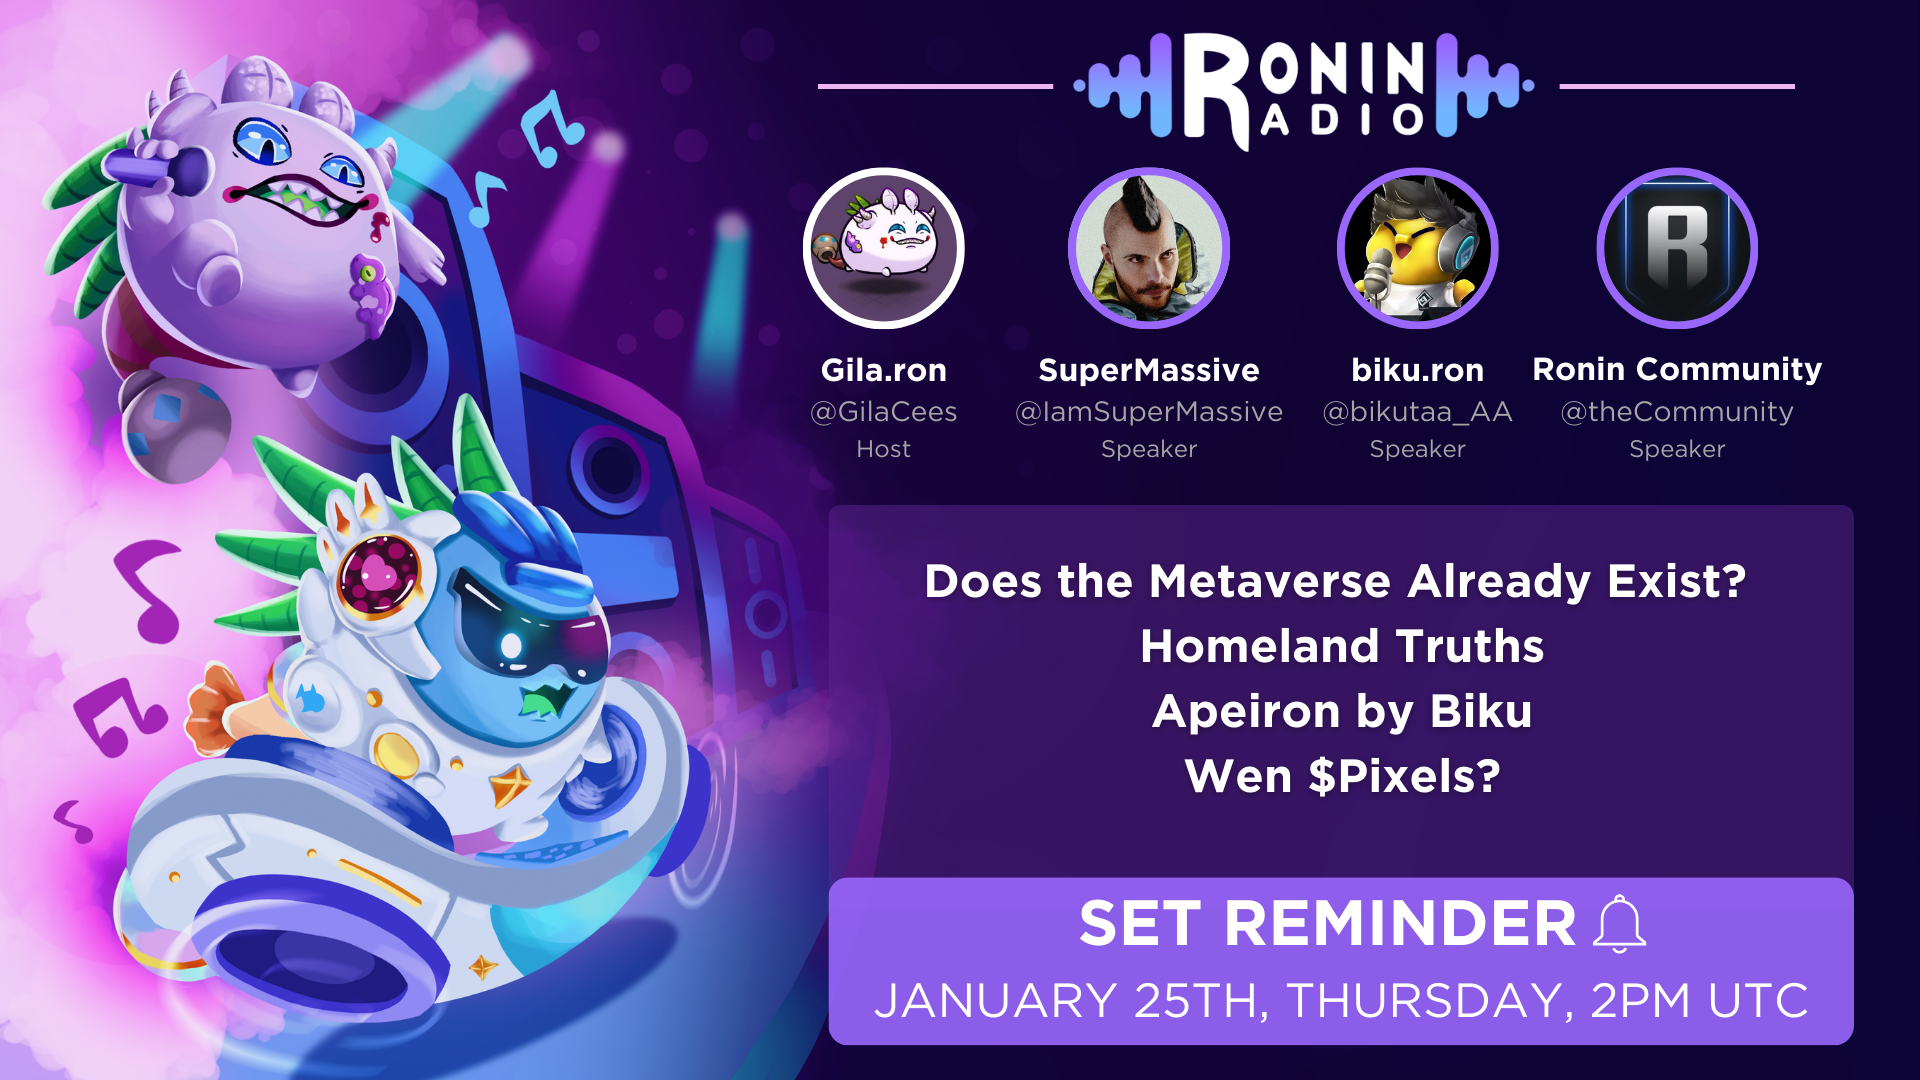 RONIN
RADIO
R
Gila.ron
SuperMassive
biku.ron
Ronin Community
@GilaCees
@IamSuperMassive
@bikutaa_AA
@theCommunity
Host
Speaker
Speaker
Speaker
Does the Metaverse Already Exist?
Homeland Truths
Apeiron by Biku
Wen $Pixels?
SET REMINDER
JANUARY 25TH, THURSDAY, 2PM UTC